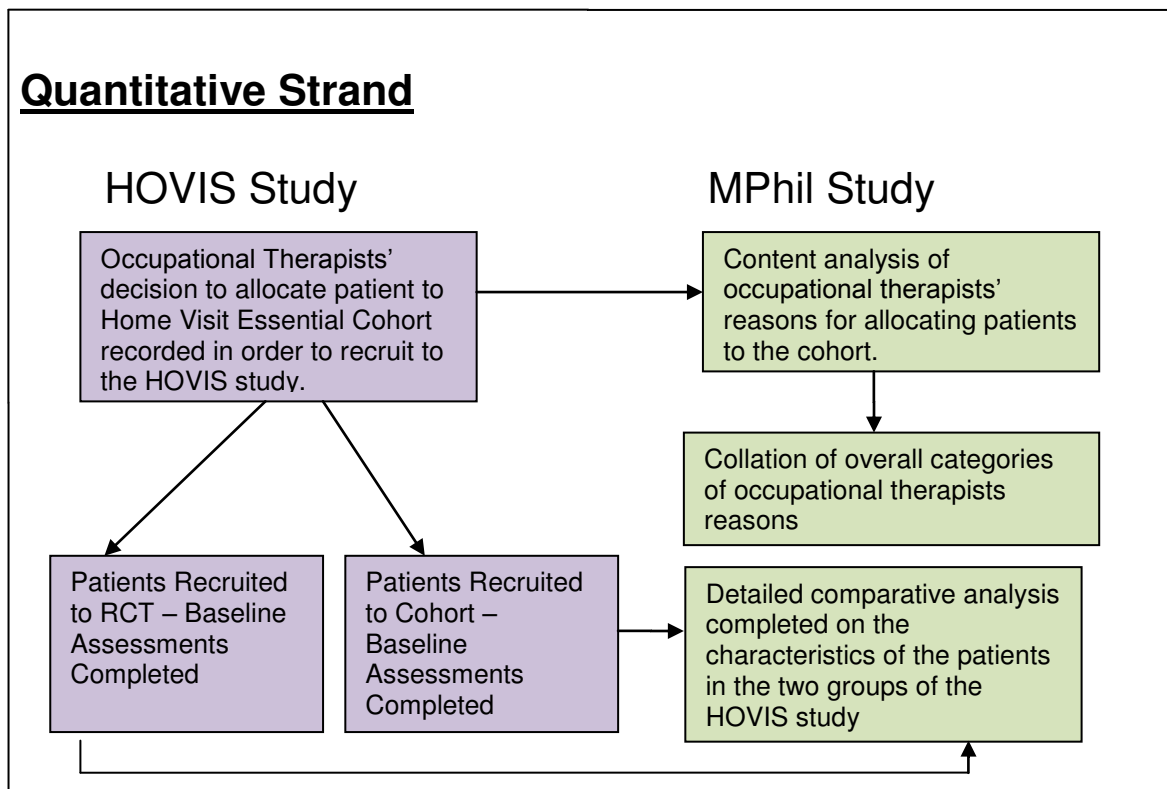 Quantitative Strand
HOVIS Study
MPhil Study
Occupational Therapists’
decision to allocate patient to
Home Visit Essential Cohort
recorded in order to recruit to
the HOVIS study.
Content analysis of
occupational therapists’
reasons for allocating patients
to the cohort.
Collation of overall categories
of occupational therapists
reasons
Patients Recruited
to RCT – Baseline
Assessments
Completed
Patients Recruited
to Cohort –
Baseline
Assessments
Completed
Detailed comparative analysis
completed on the
characteristics of the patients
in the two groups of the
HOVIS study